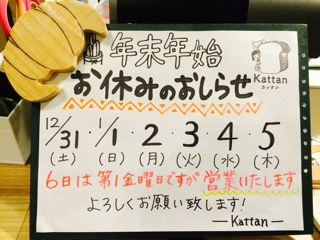 年末年始
お休みのおしらせ
Kattan
カッタン
12/31・1/1 2 3 4 5
(土) (日) (月) (火) (水) (木)
6日は第1金曜日ですが営業いたします
よろしくお願い致します!
—Kattan—